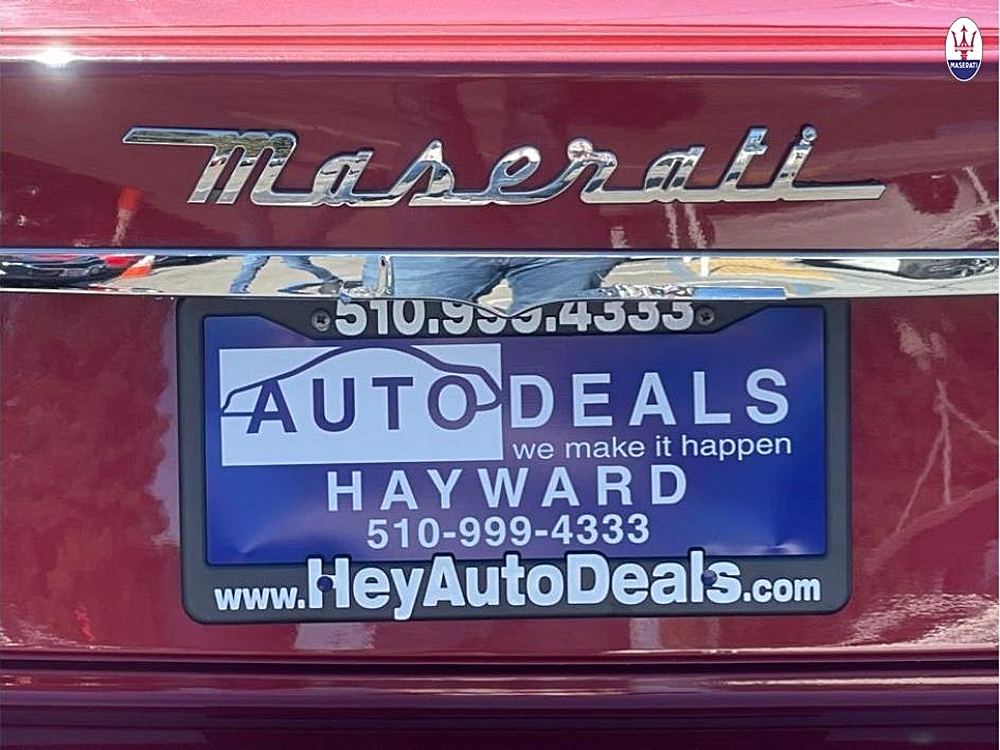 MASERATI
Maserati
510.999.4333
AUTO DEALS
we make it happen
HAYWARD
510-999-4333
www.HeyAutoDeals.com